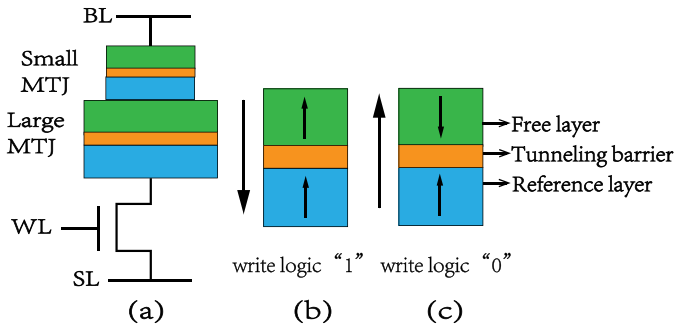 BL
Small
MTJ
Large
MTJ
WL
SL
(a)
write logic “1”
(b)
write logic “0”
(c)
Free layer
Tunneling barrier
Reference layer